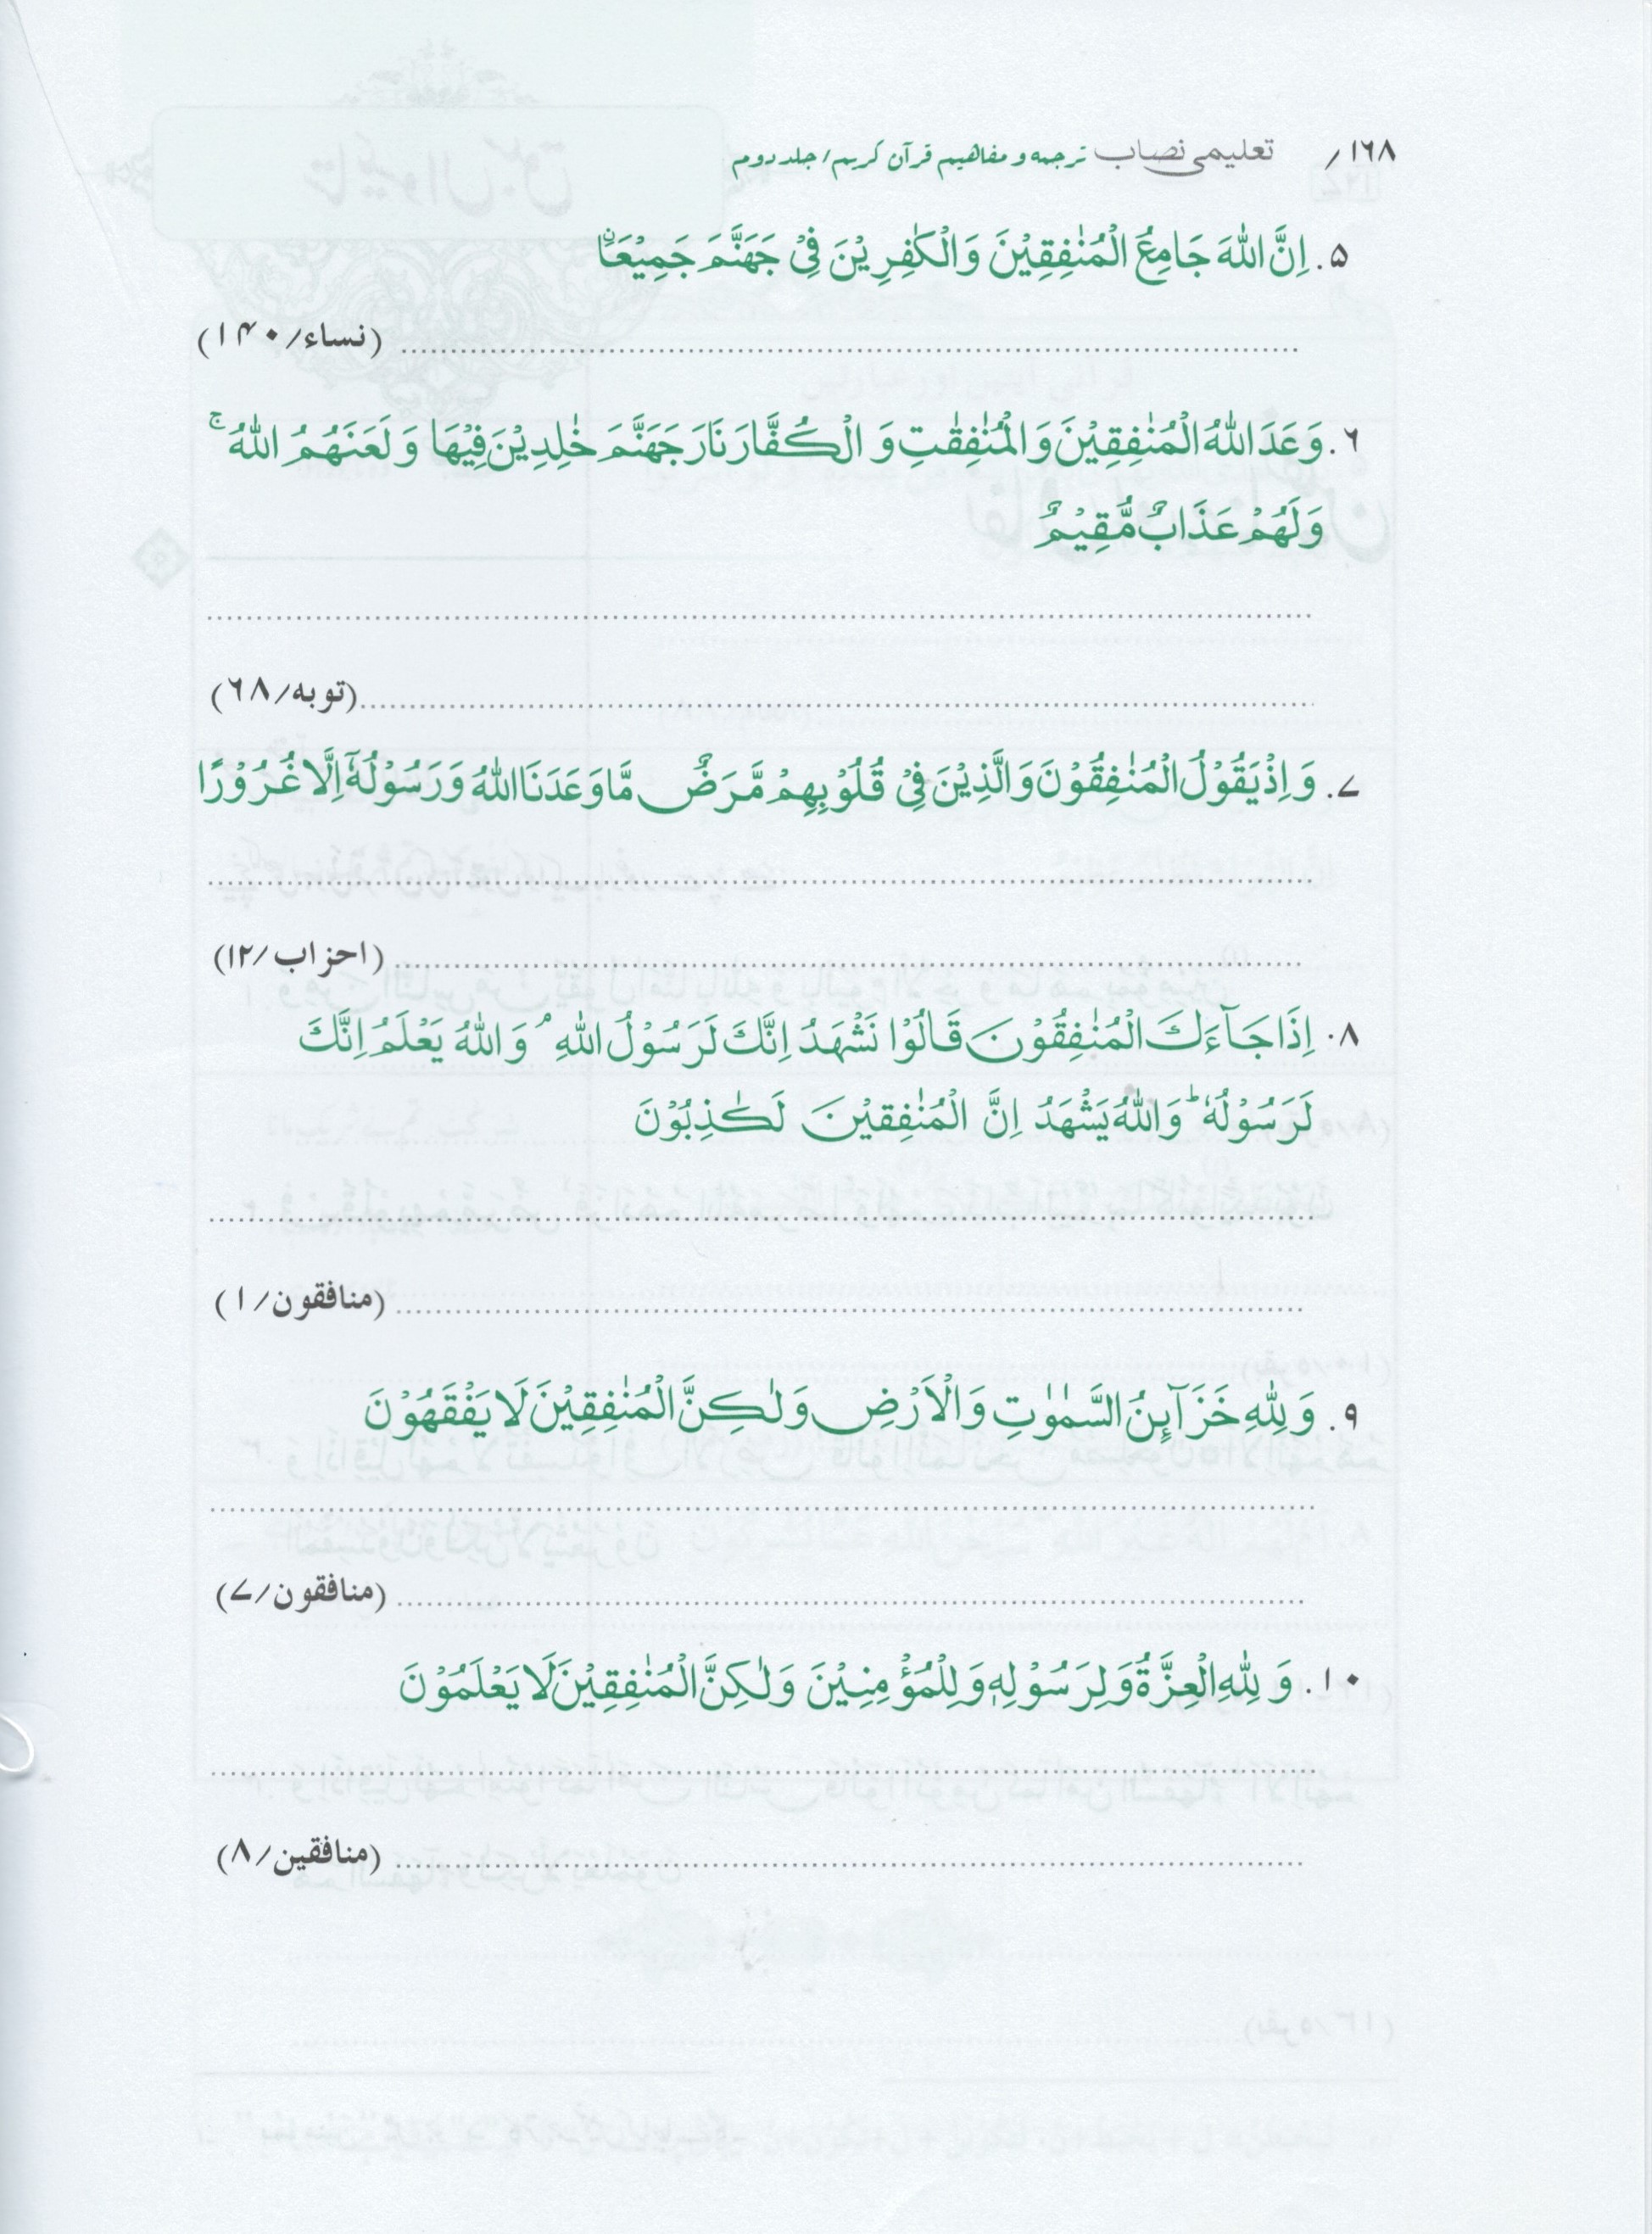 ۱۶۸/ تعلیمی نصاب ترجمه و مفاهیم قرآن کریم/ جلد دوم
۵. اِنَّ اللّٰهَ جَامِعُ الْمُنٰفِقِيْنَ وَالْكٰفِرِيْنَ فِيْ جَهَنَّمَ جَمِيْعَاۨ
................ (نساء/۱۴۰)
۶. وَعَدَ اللّٰهُ الْمُنٰفِقِيْنَ وَالْمُنٰفِقٰتِ وَ الْكُفَّارَ نَارَ جَهَنَّمَ خٰلِدِيْنَ فِيْهَا وَ لَعَنَهُمُ اللّٰهُ ۚ
وَلَهُمْ عَذَابٌ مُّقِيْمٌ
................
................(توبه/۶۸)
۷. وَ اِذْ يَقُوْلُ الْمُنٰفِقُوْنَ وَالَّذِيْنَ فِيْ قُلُوْبِهِمْ مَّرَضٌ مَّا وَعَدَنَا اللّٰهُ وَرَسُوْلُهٗٓ اِلَّا غُرُوْرًا
................
................ (احزاب/۱۲)
۸. اِذَا جَآءَكَ الْمُنٰفِقُوْنَ قَالُوْا نَشْهَدُ اِنَّكَ لَرَسُوْلُ اللّٰهِ ۘ وَ اللّٰهُ يَعْلَمُ اِنَّكَ
لَرَسُوْلُهٗ ؕ وَاللّٰهُ يَشْهَدُ اِنَّ الْمُنٰفِقِيْنَ لَكٰذِبُوْنَ
................
................ (منافقون/۱)
۹. وَ لِلّٰهِ خَزَآئِنُ السَّمٰوٰتِ وَالْاَرْضِ وَلٰكِنَّ الْمُنٰفِقِيْنَ لَا يَفْقَهُوْنَ
................
................ (منافقون/۷)
۱۰. وَ لِلّٰهِ الْعِزَّةُ وَلِرَسُوْلِهٖ وَلِلْمُؤْمِنِيْنَ وَلٰكِنَّ الْمُنٰفِقِيْنَ لَا يَعْلَمُوْنَ
................
................ (منافقین/۸)